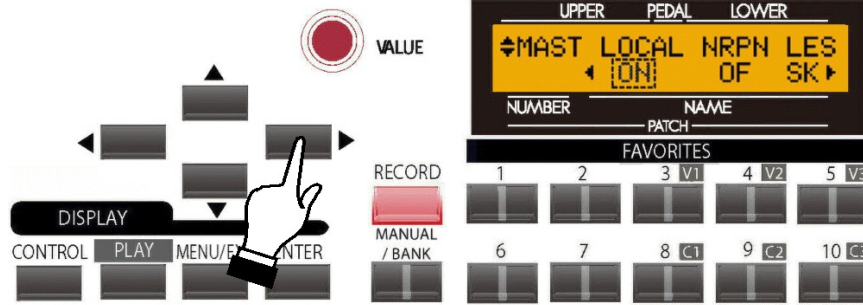 UPPER PEDAL LOWER
VALUE
MAST LOCAL NRPN LES
ON OF SK
NUMBER NAME
PATCH
FAVORITES
RECORD 1 2 3 V1 4 V2 5 V3
DISPLAY
MANUAL
CONTROL PLAY MENU/EX ENTER / BANK 6 7 8 C1 9 C2 10 C3